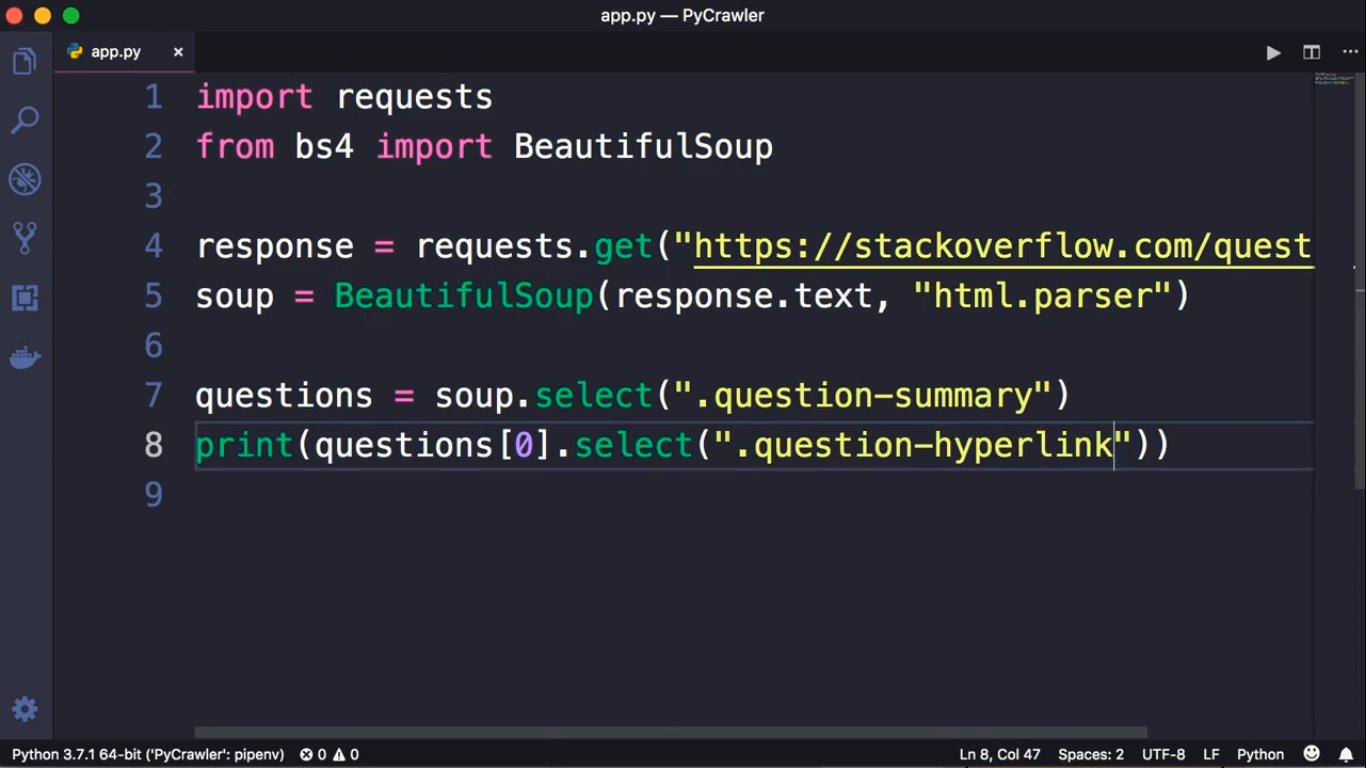 app.py — PyCrawler
app.py ×
1 import requests
2 from bs4 import BeautifulSoup
3
4 response = requests.get("https://stackoverflow.com/quest
5 soup = BeautifulSoup(response.text, "html.parser")
6
7 questions = soup.select(".question-summary")
8 print(questions[0].select(".question-hyperlink"))
9
Python 3.7.1 64-bit ('PyCrawler': pipenv) 0 0 Ln 8, Col 47 Spaces: 2 UTF-8 LF Python